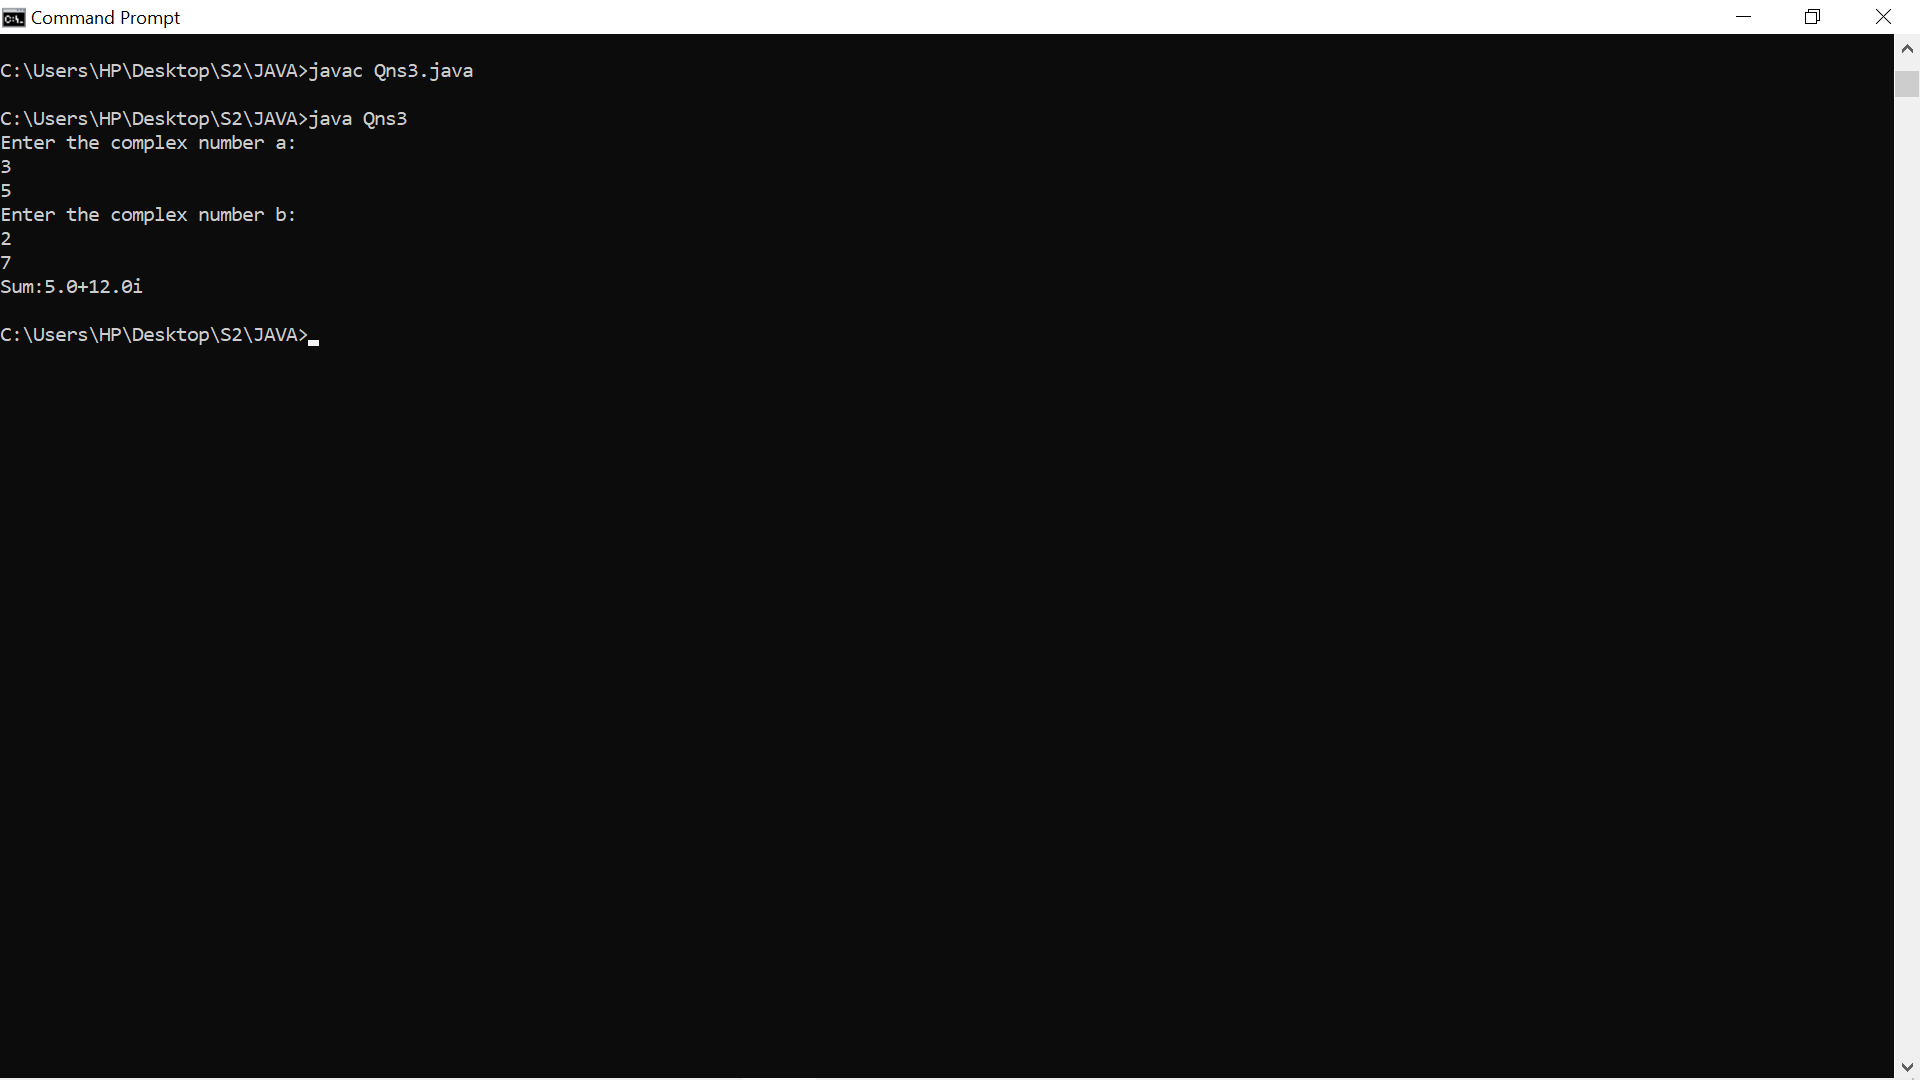 Command Prompt
C:\Users\HP\Desktop\S2\JAVA>javac Qns3.java
C:\Users\HP\Desktop\S2\JAVA>java Qns3
Enter the complex number a:
3
5
Enter the complex number b:
2
7
Sum:5.0+12.0i
C:\Users\HP\Desktop\S2\JAVA>